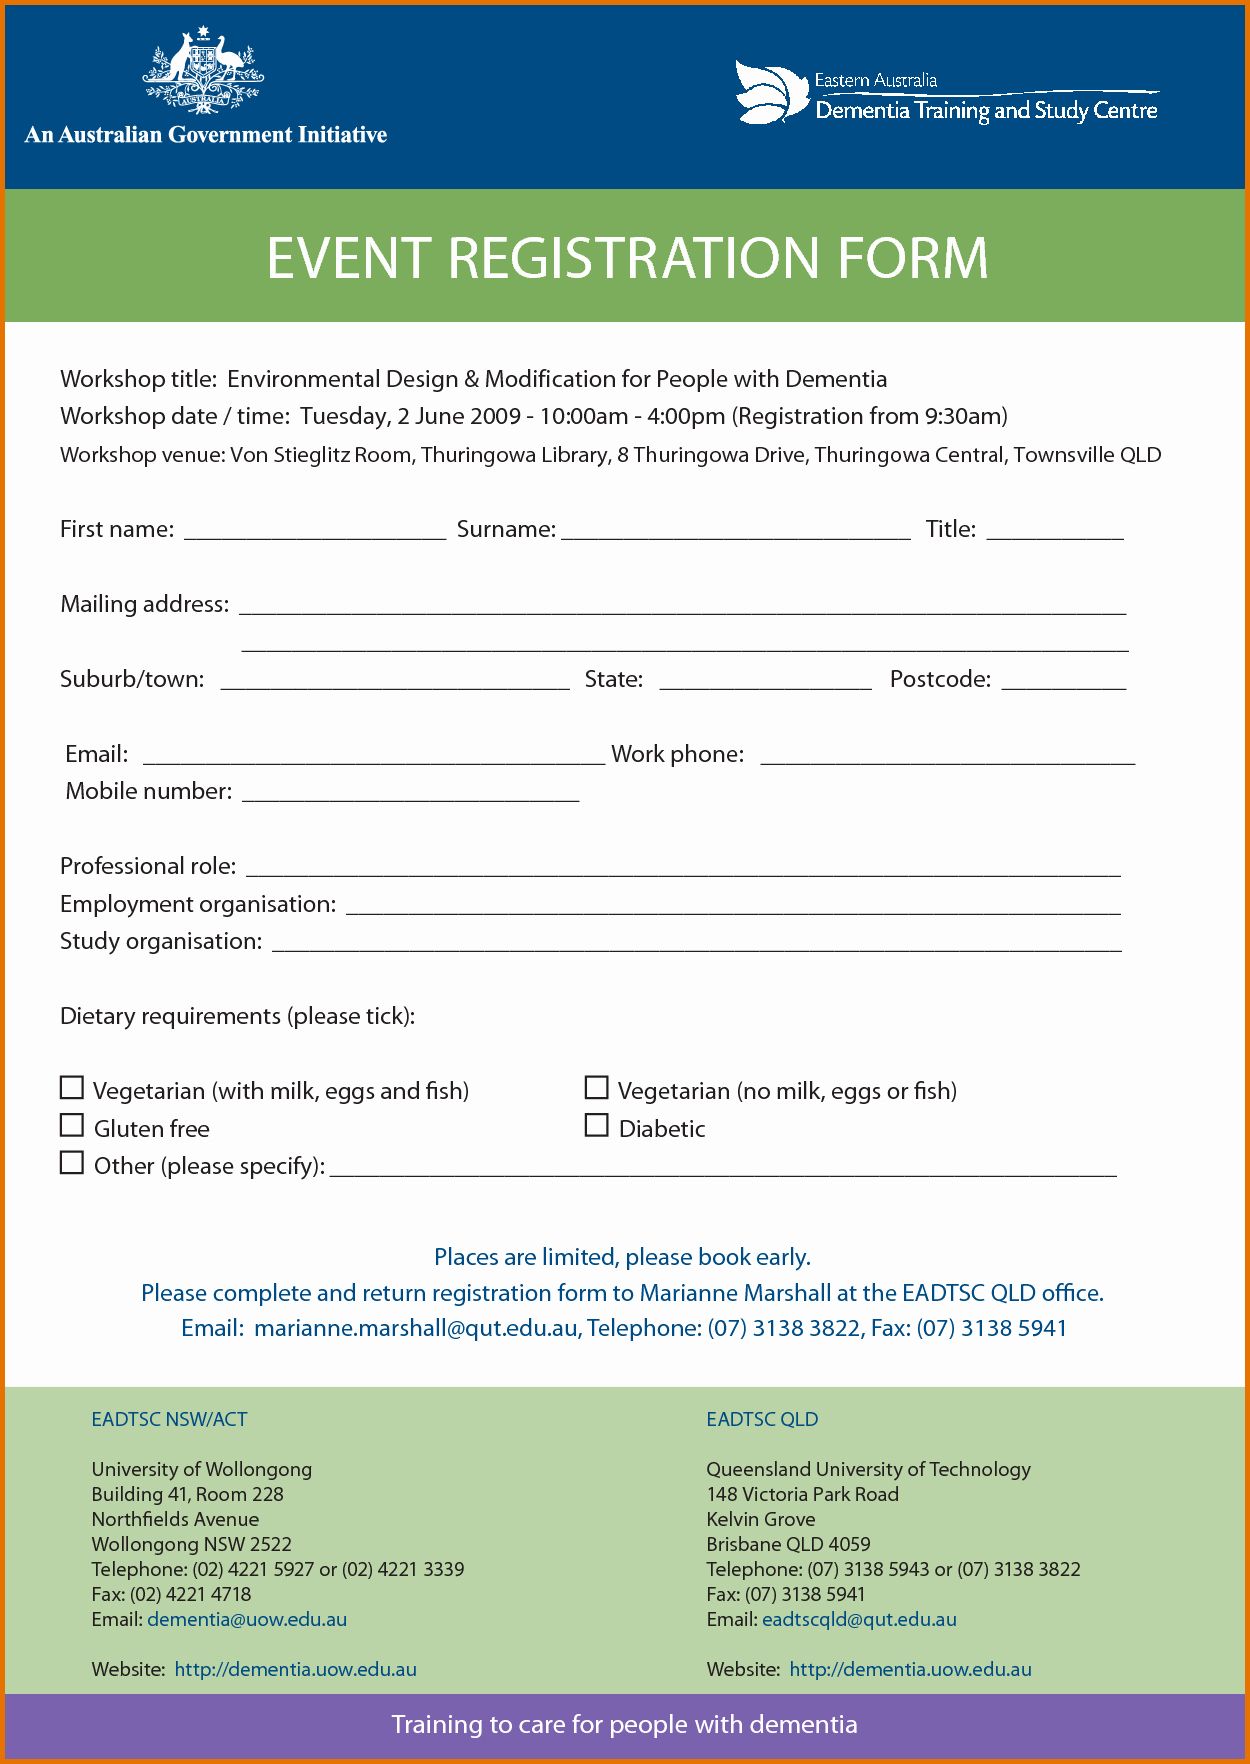 AUSTRALIA
An Australian Government Initiative
Eastern Australia
Dementia Training and Study Centre
EVENT REGISTRATION FORM
Workshop title: Environmental Design & Modification for People with Dementia
Workshop date / time: Tuesday, 2 June 2009 - 10:00am - 4:00pm (Registration from 9:30am)
Workshop venue: Von Stieglitz Room, Thuringowa Library, 8 Thuringowa Drive, Thuringowa Central, Townsville QLD
First name: _____________________ Surname: ____________________________ Title: ___________
Mailing address: _______________________________________________________________________
_______________________________________________________________________
Suburb/town: ____________________________ State: _________________ Postcode: __________
Email: _____________________________________ Work phone: ______________________________
Mobile number: ___________________________
Professional role: ______________________________________________________________________
Employment organisation: ______________________________________________________________
Study organisation: ____________________________________________________________________
Dietary requirements (please tick):
☐ Vegetarian (with milk, eggs and fish) ☐ Vegetarian (no milk, eggs or fish)
☐ Gluten free ☐ Diabetic
☐ Other (please specify): _______________________________________________________________
Places are limited, please book early.
Please complete and return registration form to Marianne Marshall at the EADTSC QLD office.
Email: marianne.marshall@qut.edu.au, Telephone: (07) 3138 3822, Fax: (07) 3138 5941
EADTSC NSW/ACT
University of Wollongong
Building 41, Room 228
Northfields Avenue
Wollongong NSW 2522
Telephone: (02) 4221 5927 or (02) 4221 3339
Fax: (02) 4221 4718
Email: dementia@uow.edu.au
Website: http://dementia.uow.edu.au
EADTSC QLD
Queensland University of Technology
148 Victoria Park Road
Kelvin Grove
Brisbane QLD 4059
Telephone: (07) 3138 5943 or (07) 3138 3822
Fax: (07) 3138 5941
Email: eadtscqld@qut.edu.au
Website: http://dementia.uow.edu.au
Training to care for people with dementia